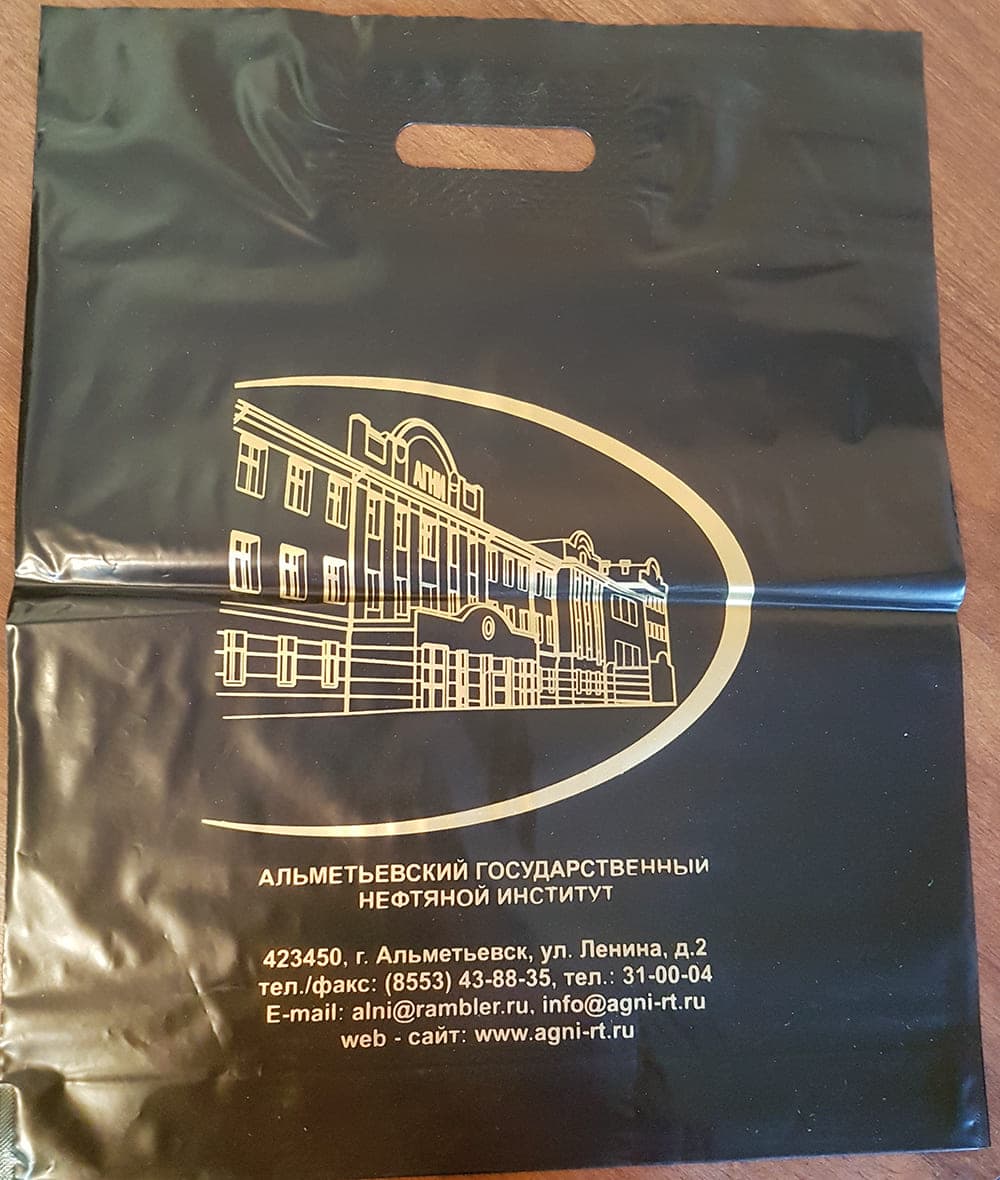 АГНИ
АЛЬМЕТЬЕВСКИЙ ГОСУДАРСТВЕННЫЙ
НЕФТЯНОЙ ИНСТИТУТ
423450, г. Альметьевск, ул. Ленина, д.2
тел./факс: (8553) 43-88-35, тел.: 31-00-04
E-mail: alni@rambler.ru, info@agni-rt.ru
web - сайт: www.agni-rt.ru